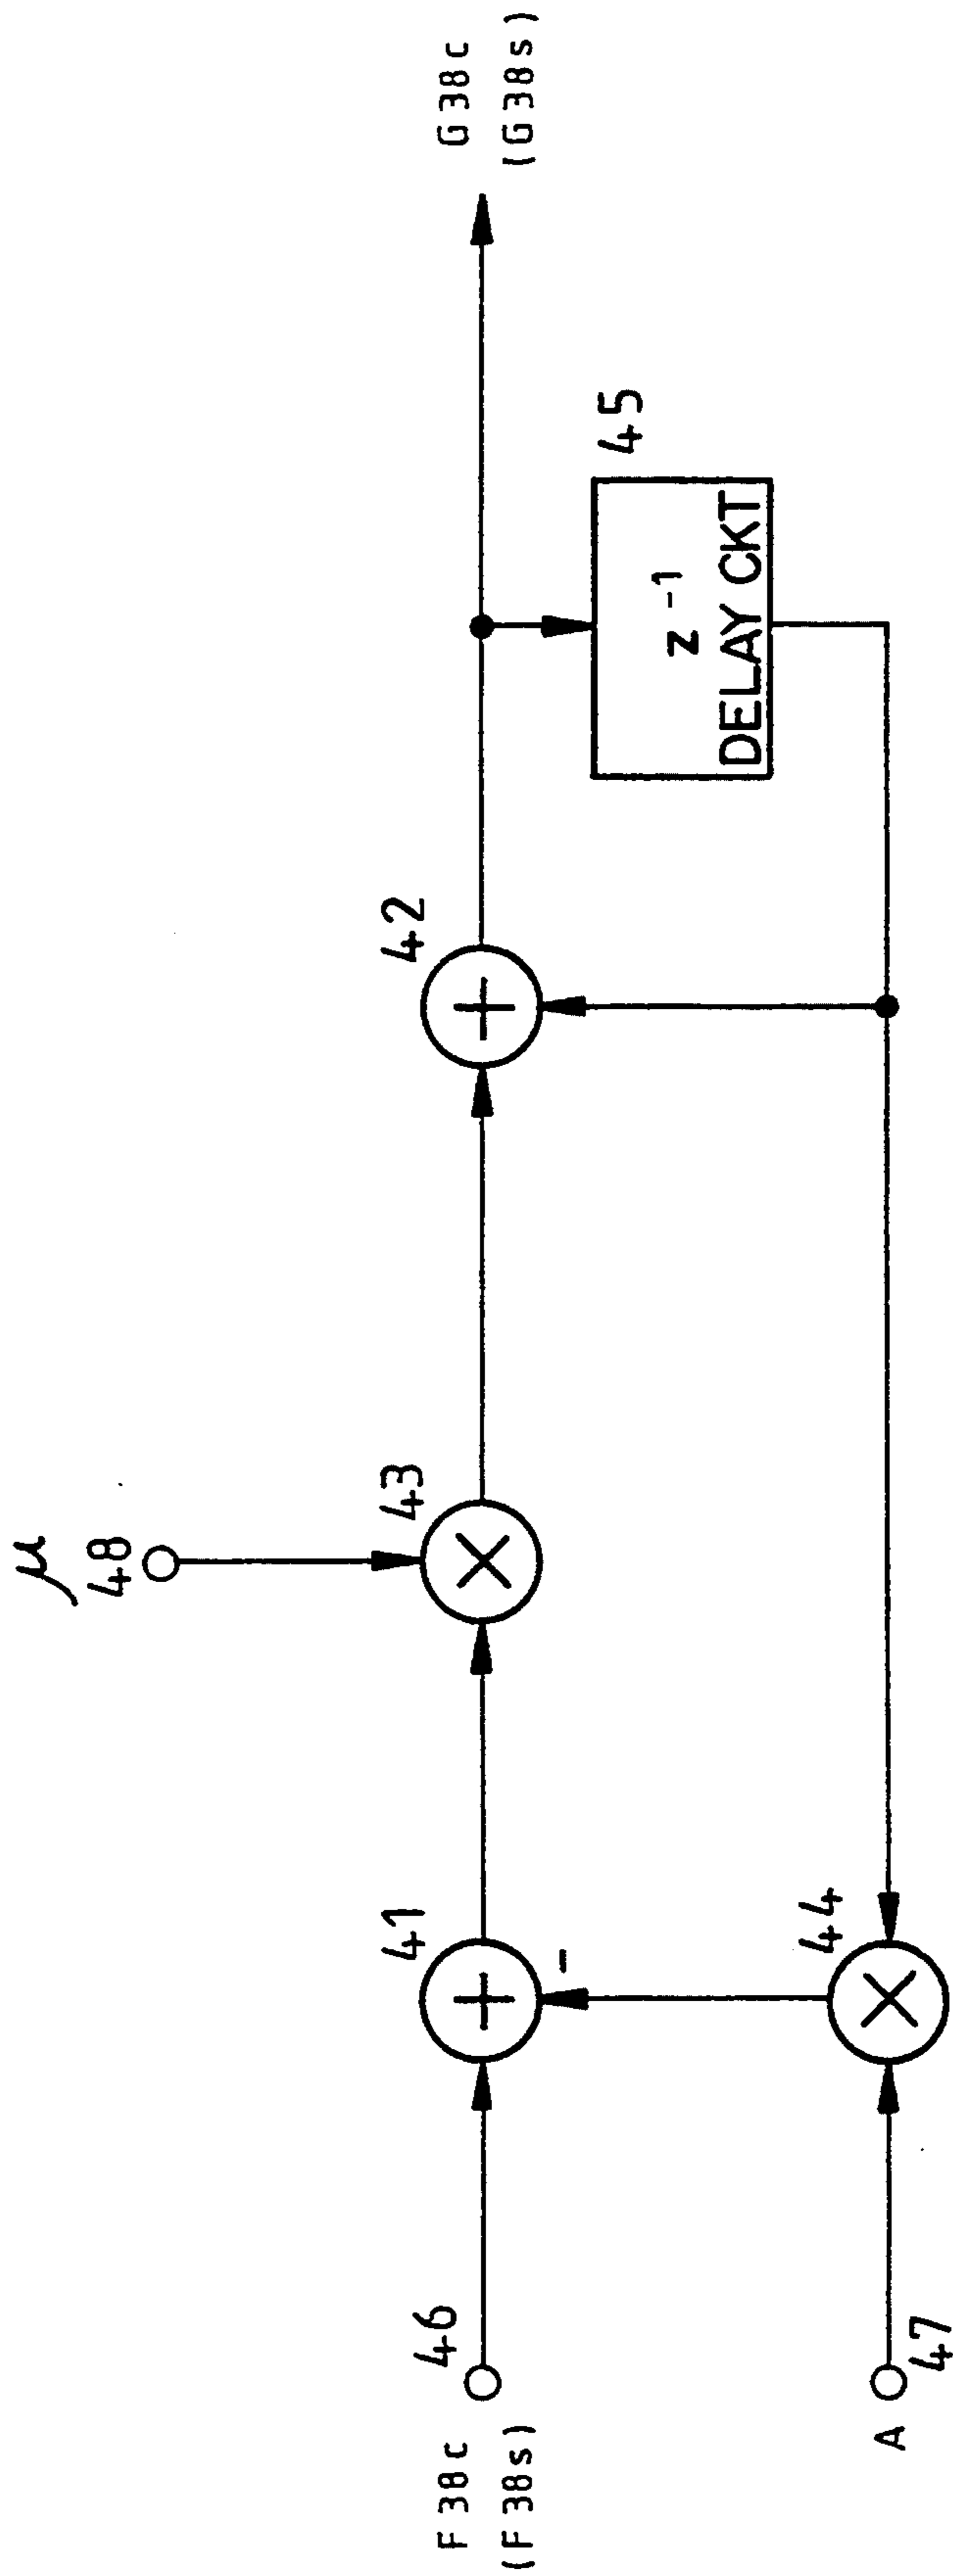 μ
48
F38c
(F38s)
46
41
43
42
G38c
(G38s)
-
45
z -1
DELAY CKT
44
A
47